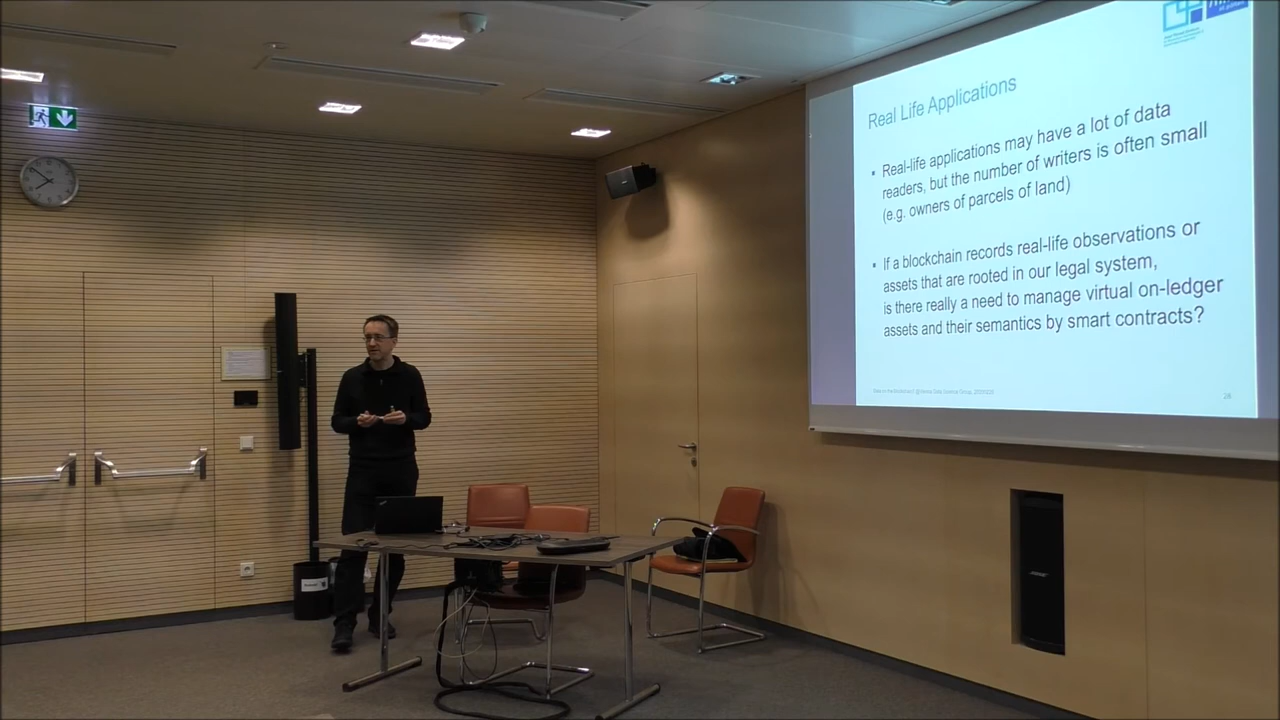 Real Life Applications
▪ Real-life applications may have a lot of data
readers, but the number of writers is often small
(e.g. owners of parcels of land)
▪ If a blockchain records real-life observations or
assets that are rooted in our legal system,
is there really a need to manage virtual on-ledger
assets and their semantics by smart contracts?
26
BOSE